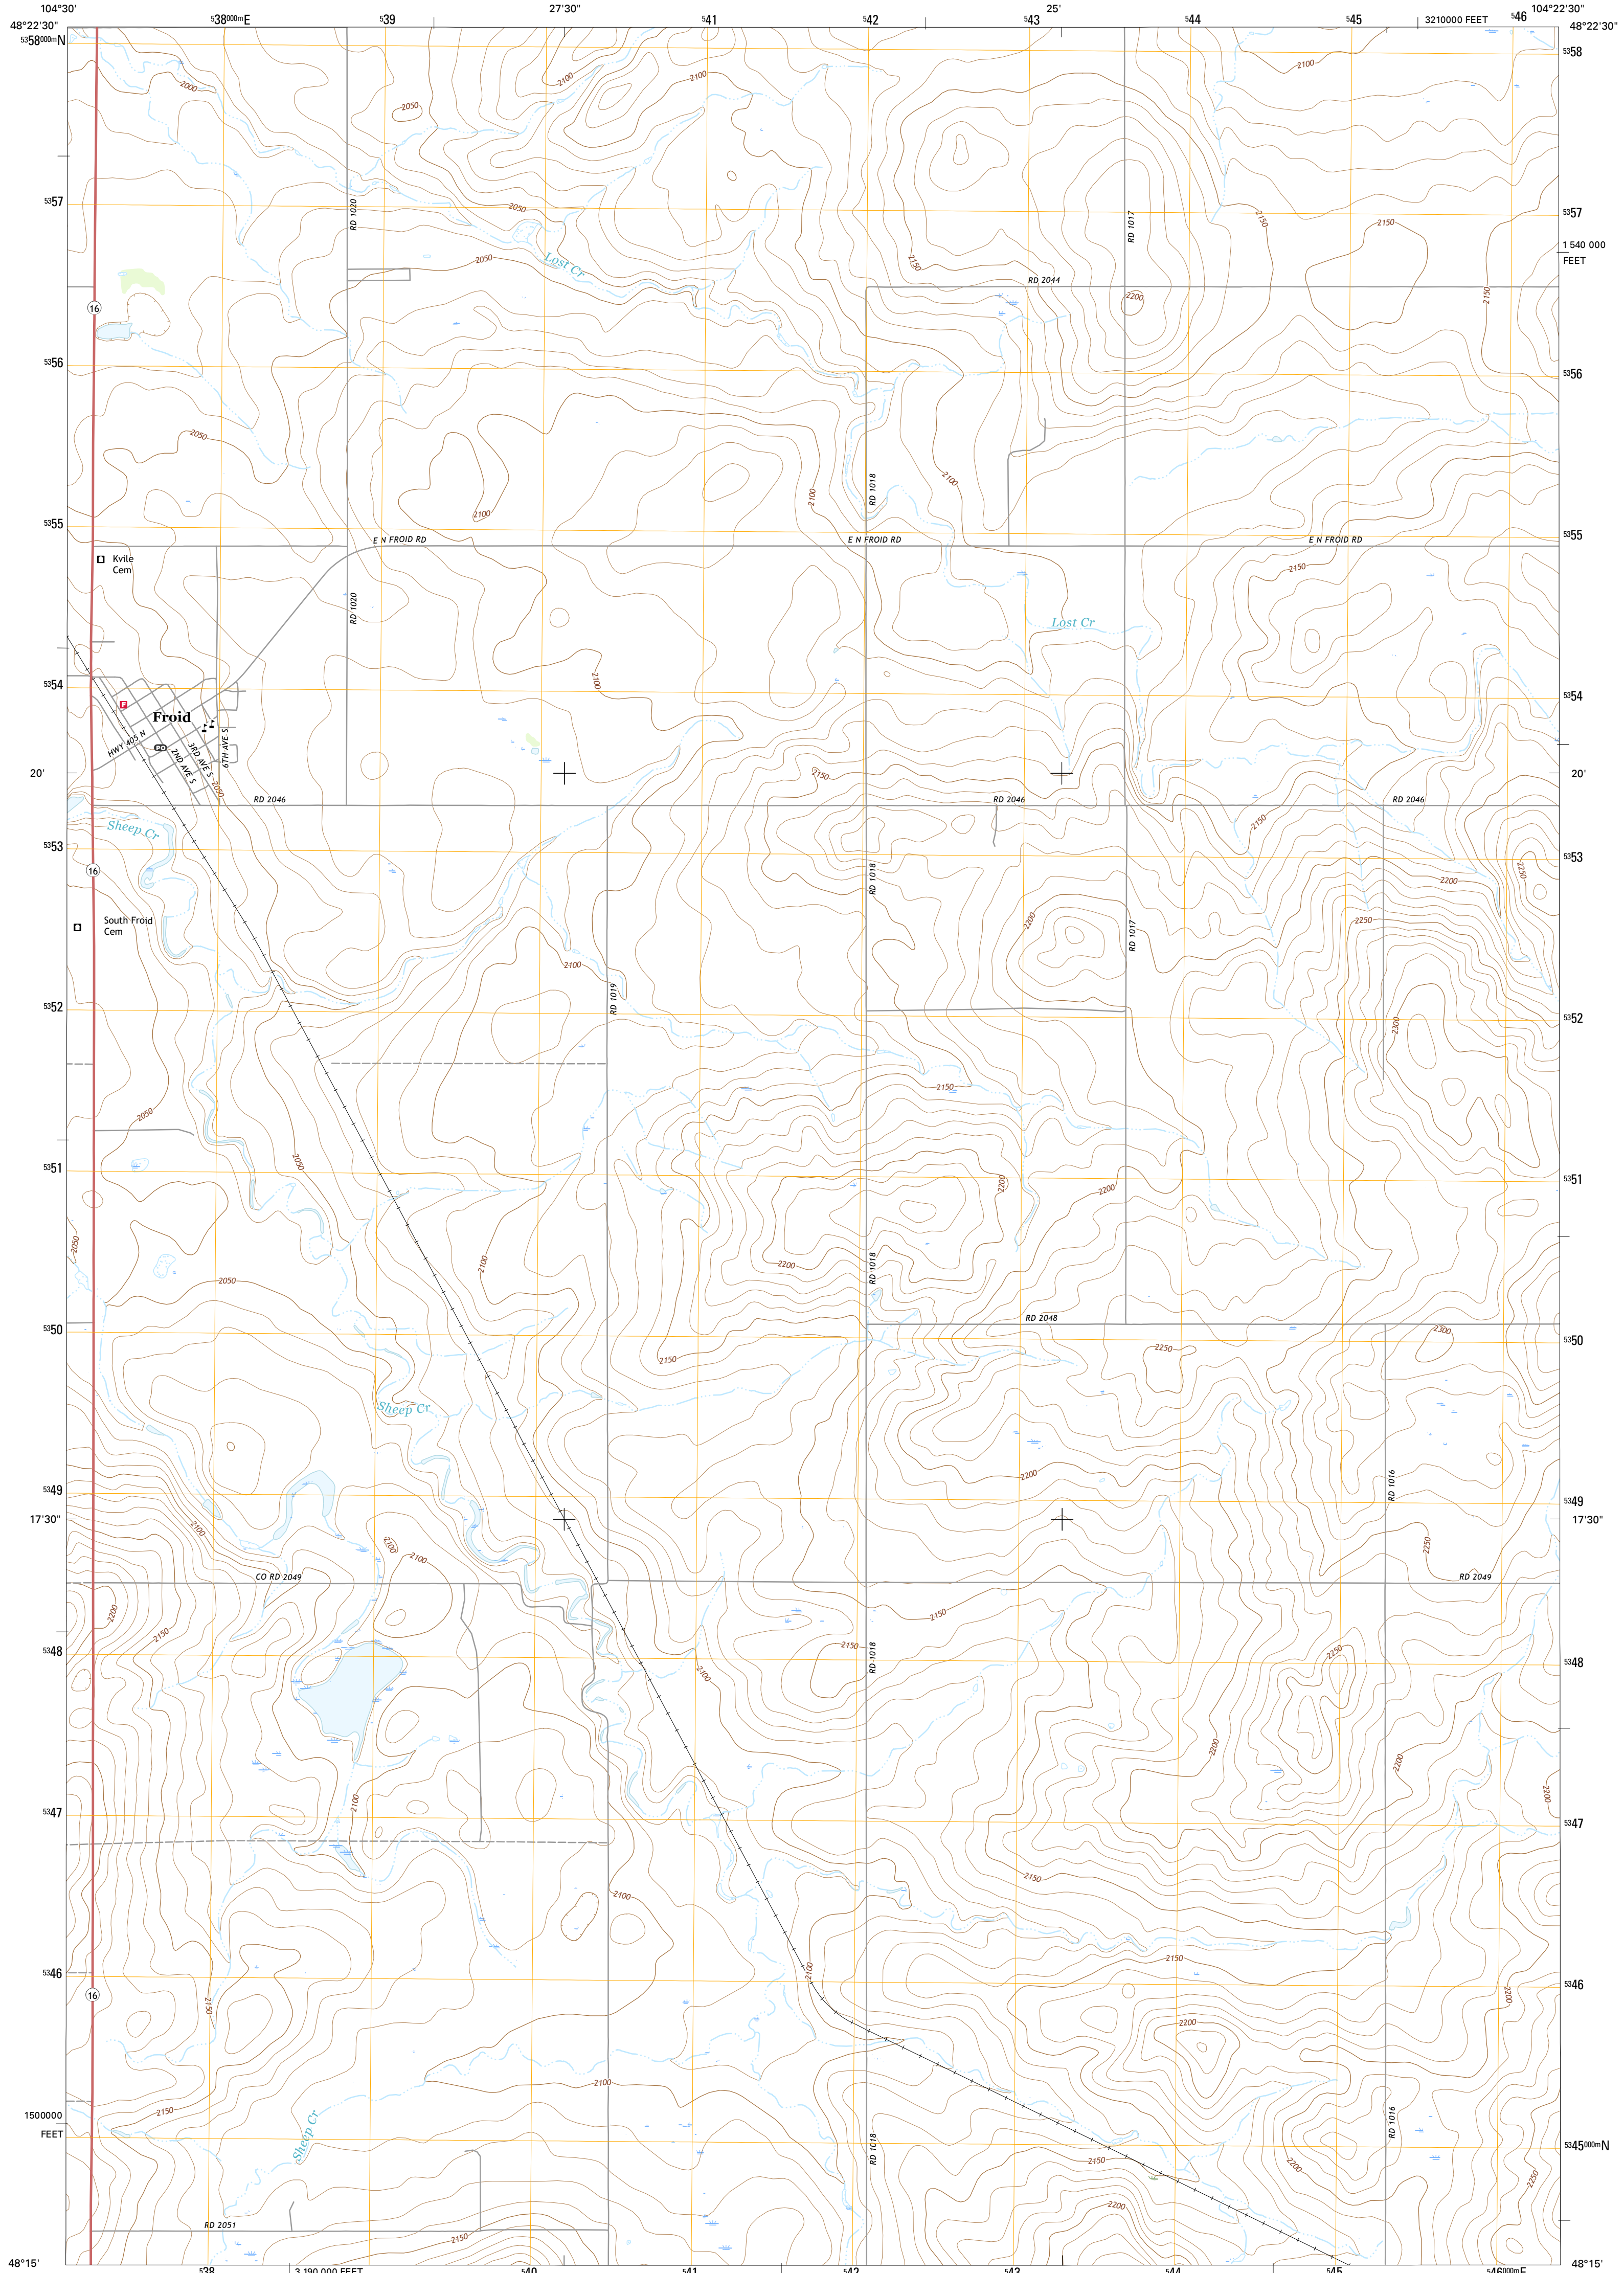 104°30'
538000mE
539
27'30"
541
542
25'
543
544
545
3210000 FEET
546
104°22'30"
48°22'30"
48°22'30"
5358000mN
5358
2100
2100
2100
2000
2050
5357
2050
RD 1020
RD 1017
2150
2150
5357
1 540 000
FEET
Lost Cr
2050
2150
RD 2044
2200
2150
16
5356
5356
2050
RD 1018
2100
2100
2100
5355
5355
E N FROID RD
E N FROID RD
E N FROID RD
Kvile
Cem
2150
RD 1020
Lost Cr
5354
2100
5354
F
Froid
HWY 405 N
PO
2ND AVE S
3RD AVE S
6TH AVE S
2050
20'
2150
20'
RD 2046
RD 2046
RD 2046
Sheep Cr
2150
5353
5353
16
RD 1018
2200
2250
South Froid
Cem
2200
2250
RD 1017
2100
RD 1019
5352
2300
5352
2150
2050
2050
5351
2200
2200
5351
2050
2100
2200
RD 1018
2050
5350
RD 2048
2300
5350
2150
2250
Sheep Cr
2200
RD 1016
5349
5349
17'30"
2100
2100
2100
2250
17'30"
CO RD 2049
RD 2049
2200
2150
2150
2150
RD 1018
2250
5348
2100
5348
2200
2200
2200
2100
5347
5347
2150
2100
2150
5346
2100
5346
16
2150
2200
2200
2100
2150
1500000
FEET
Sheep Cr
RD 1018
RD 1016
5345000mN
2150
2200
2250
2200
RD 2051
2150
48°15'
48°15'
538
3 190 000 FEET
540
541
542
543
544
545
546000mE